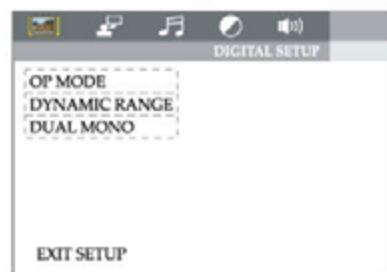 DIGITAL SETUP
OP MODE
DYNAMIC RANGE
DUAL MONO
EXIT SETUP